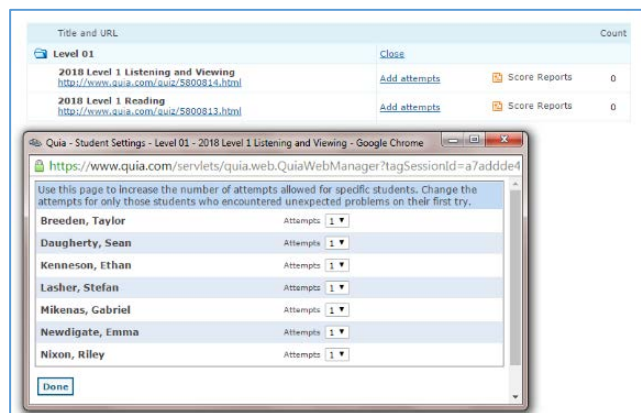 Title and URL Count
Level 01 Close
2018 Level 1 Listening and Viewing
http://www.quia.com/quiz/5800814.html Add attempts Score Reports 0
2018 Level 1 Reading
http://www.quia.com/quiz/5800813.html Add attempts Score Reports 0
Quia - Student Settings - Level 01 - 2018 Level 1 Listening and Viewing - Google Chrome
https://www.quia.com/servlets/quia.web.QuiaWebManager?tagSessionId=a7addde4
Use this page to increase the number of attempts allowed for specific students. Change the
attempts for only those students who encountered unexpected problems on their first try.
Breeden, Taylor Attempts 1
Daugherty, Sean Attempts 1
Kenneson, Ethan Attempts 1
Lasher, Stefan Attempts 1
Mikenas, Gabriel Attempts 1
Newdigate, Emma Attempts 1
Nixon, Riley Attempts 1
Done